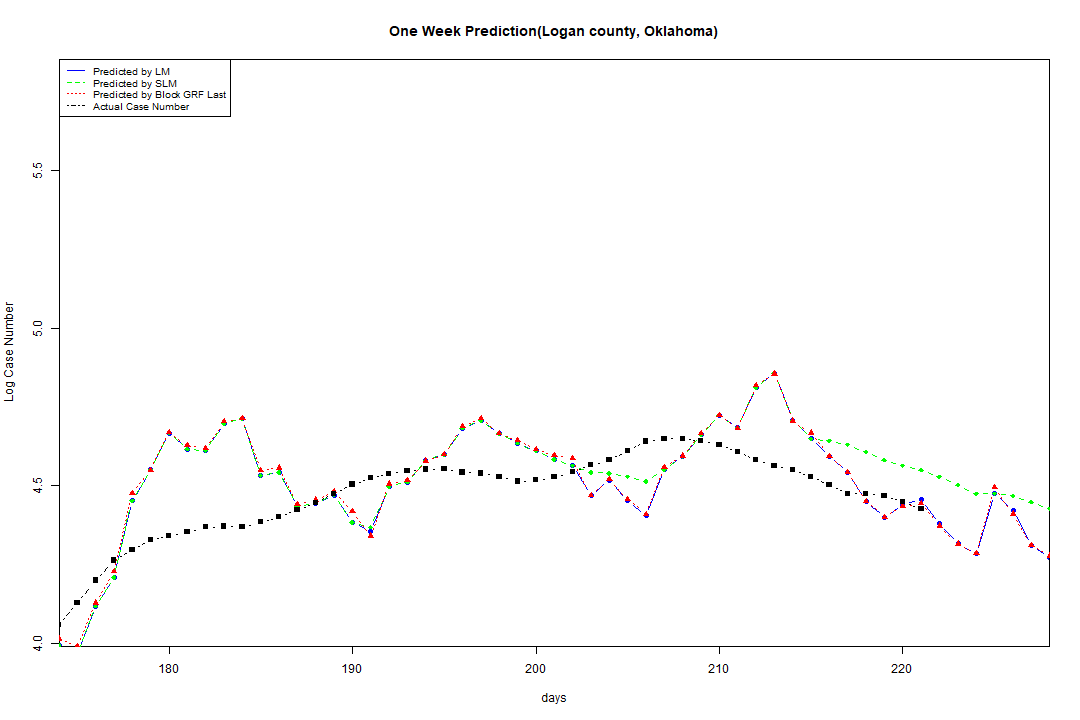 One Week Prediction(Logan county, Oklahoma)
Predicted by LM
Predicted by SLM
Predicted by Block GRF Last
Actual Case Number
5.5
5.0
4.5
4.0
Log Case Number
180 190 200 210 220
days